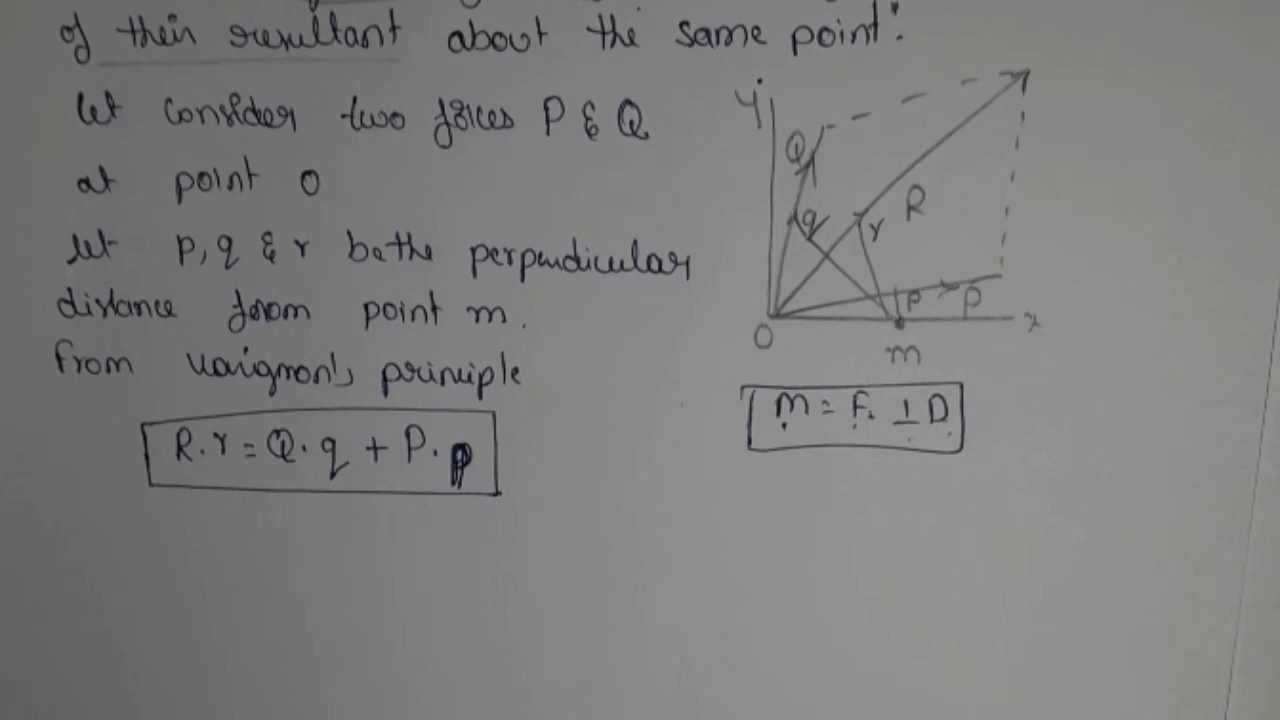 of their resultant about the same point".
let consider two forces P & Q
at point O
let p, q & r be the perpendicular
distance from point m.
From varignon's principle
R.r = Q.q + P.p
Y
Q
q
R
r
p
P
O
m
x
M = F. ⊥ D